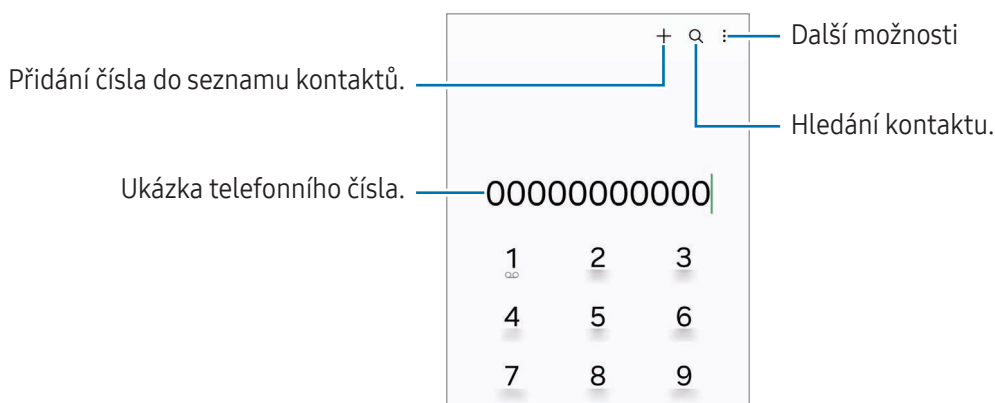 Další možnosti
Přidání čísla do seznamu kontaktů.
Hledání kontaktu.
Ukázka telefonního čísla.
00000000000
1 2 3
4 5 6
7 8 9